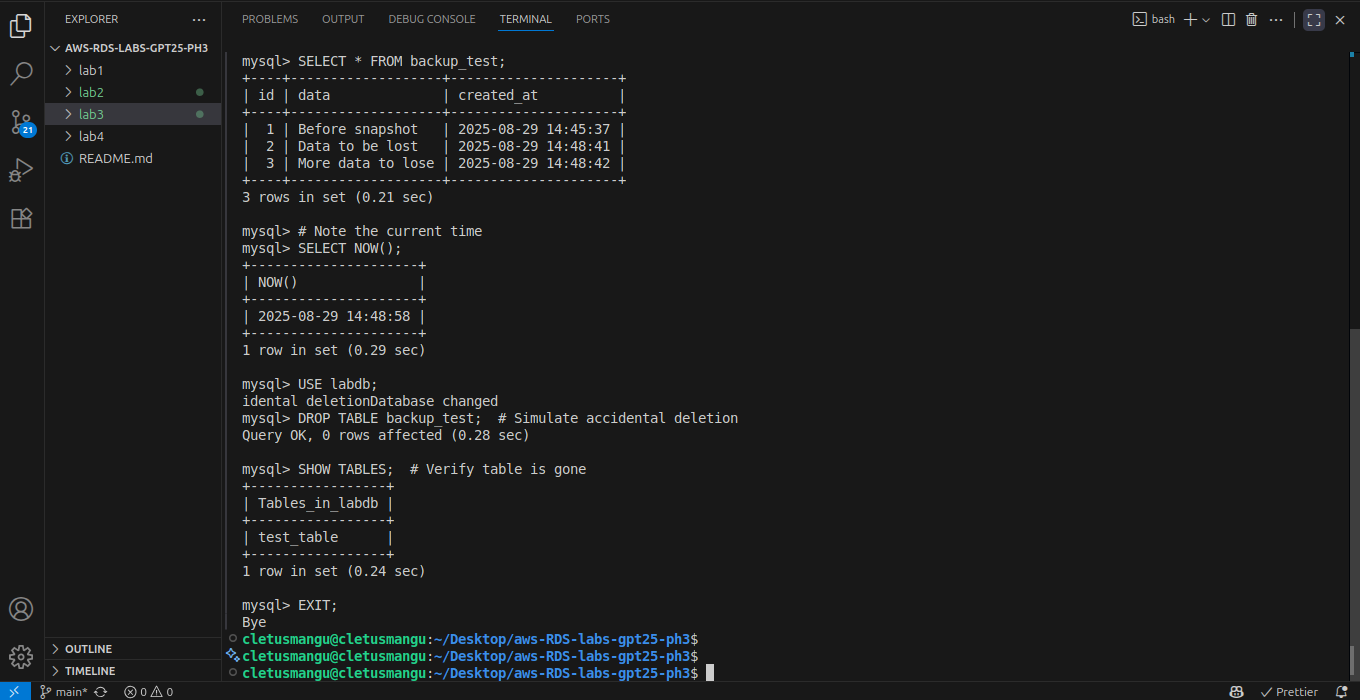 EXPLORER
AWS-RDS-LABS-GPT25-PH3
lab1
lab2
lab3
lab4
README.md
21
OUTLINE
TIMELINE
PROBLEMS OUTPUT DEBUG CONSOLE TERMINAL PORTS
bash
mysql> SELECT * FROM backup_test;
+----+-------------------+---------------------+
| id | data              | created_at          |
+----+-------------------+---------------------+
|  1 | Before snapshot   | 2025-08-29 14:45:37 |
|  2 | Data to be lost   | 2025-08-29 14:48:41 |
|  3 | More data to lose | 2025-08-29 14:48:42 |
+----+-------------------+---------------------+
3 rows in set (0.21 sec)
mysql> # Note the current time
mysql> SELECT NOW();
+---------------------+
| NOW()               |
+---------------------+
| 2025-08-29 14:48:58 |
+---------------------+
1 row in set (0.29 sec)
mysql> USE labdb;
idental deletionDatabase changed
mysql> DROP TABLE backup_test;  # Simulate accidental deletion
Query OK, 0 rows affected (0.28 sec)
mysql> SHOW TABLES;  # Verify table is gone
+-----------------+
| Tables_in_labdb |
+-----------------+
| test_table      |
+-----------------+
1 row in set (0.24 sec)
mysql> EXIT;
Bye
cletusmangu@cletusmangu:~/Desktop/aws-RDS-labs-gpt25-ph3$
cletusmangu@cletusmangu:~/Desktop/aws-RDS-labs-gpt25-ph3$
cletusmangu@cletusmangu:~/Desktop/aws-RDS-labs-gpt25-ph3$
main* 0 0 Prettier